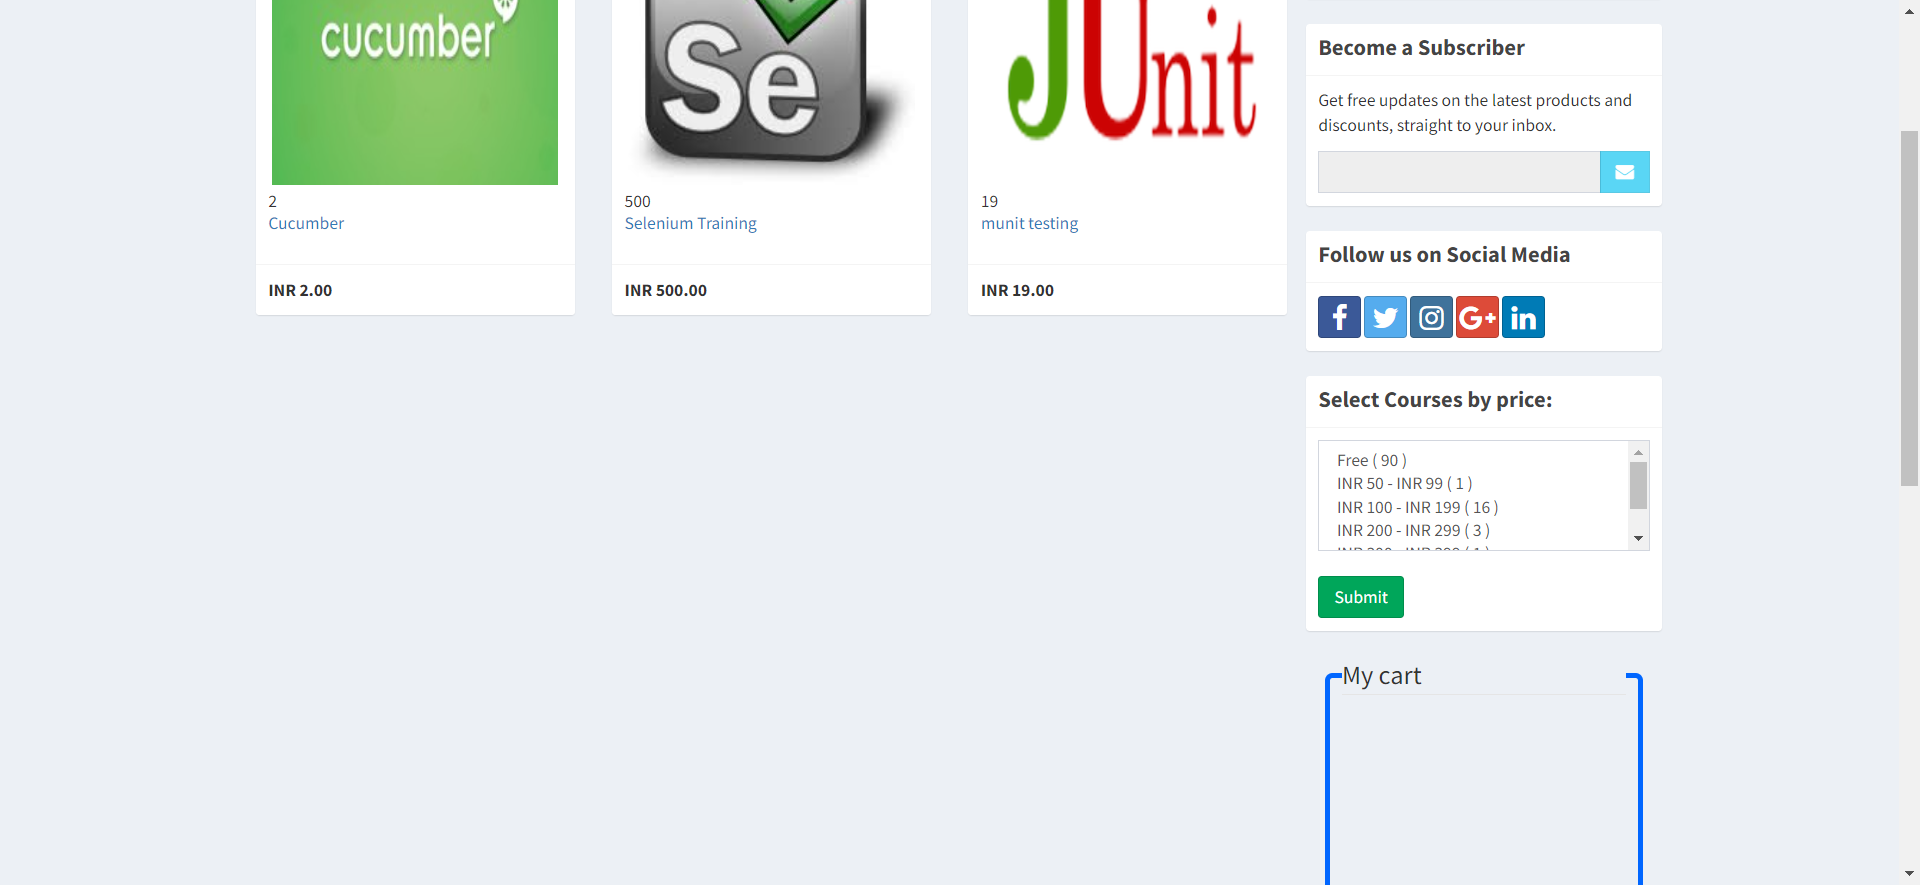 cucumber
Se
JUnit
2
Cucumber
INR 2.00
500
Selenium Training
INR 500.00
19
munit testing
INR 19.00
Become a Subscriber
Get free updates on the latest products and
discounts, straight to your inbox.
Follow us on Social Media
Select Courses by price:
Free ( 90 )
INR 50 - INR 99 ( 1 )
INR 100 - INR 199 ( 16 )
INR 200 - INR 299 ( 3 )
Submit
My cart